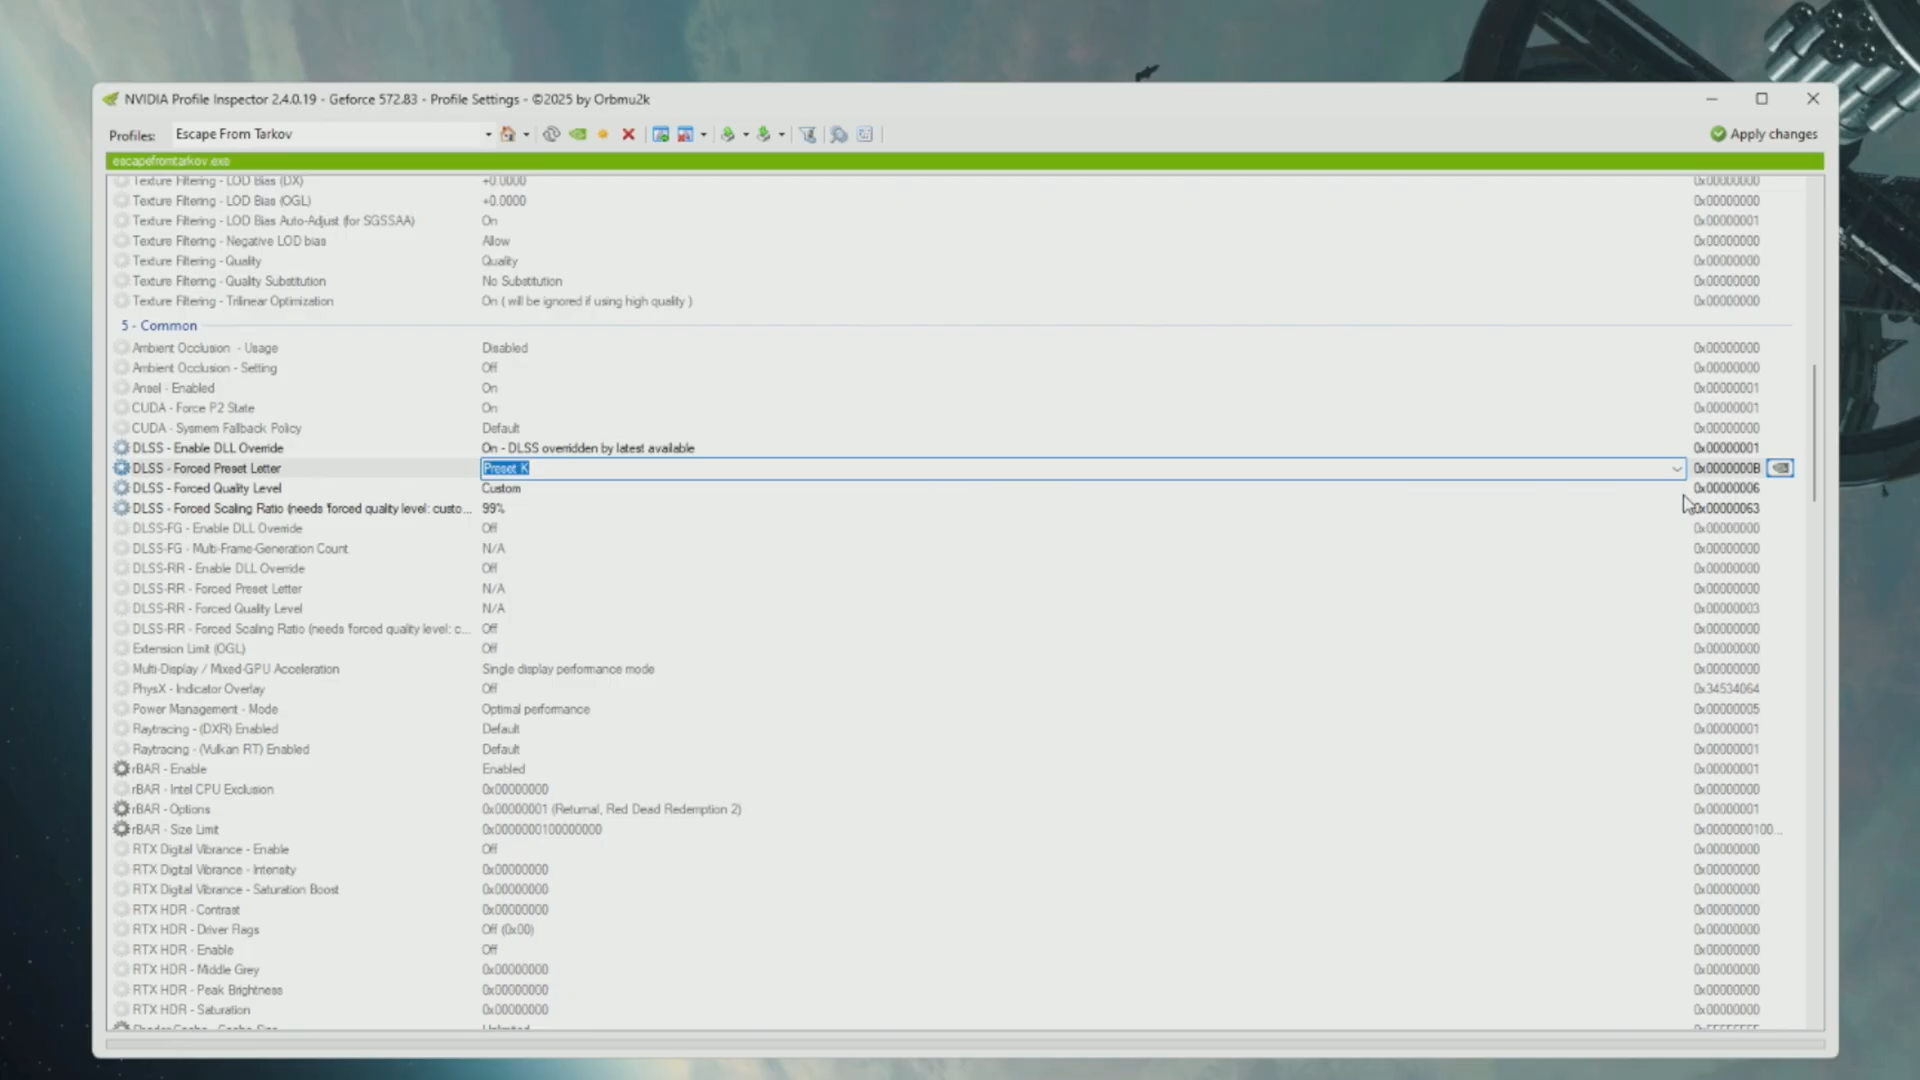 NVIDIA Profile Inspector 2.4.0.19 - Geforce 572.83 - Profile Settings - ©2025 by Orbmu2k
Profiles: Escape From Tarkov Apply changes
escapefromtarkov.exe
Texture Filtering - LOD Bias (DX) +0.0000 0x00000000
Texture Filtering - LOD Bias (OGL) +0.0000 0x00000000
Texture Filtering - LOD Bias Auto-Adjust (for SGSSAA) On 0x00000001
Texture Filtering - Negative LOD bias Allow 0x00000000
Texture Filtering - Quality Quality 0x00000000
Texture Filtering - Quality Substitution No Substitution 0x00000000
Texture Filtering - Trilinear Optimization On ( will be ignored if using high quality ) 0x00000000
5 - Common
Ambient Occlusion - Usage Disabled 0x00000000
Ambient Occlusion - Setting Off 0x00000000
Ansel - Enabled On 0x00000001
CUDA - Force P2 State On 0x00000001
CUDA - Sysmem Fallback Policy Default 0x00000000
DLSS - Enable DLL Override On - DLSS overridden by latest available 0x00000001
DLSS - Forced Preset Letter Preset K 0x0000000B
DLSS - Forced Quality Level Custom 0x00000006
DLSS - Forced Scaling Ratio (needs 'forced quality level: custo... 99% 0x00000063
DLSS-FG - Enable DLL Override Off 0x00000000
DLSS-FG - Multi-Frame-Generation Count N/A 0x00000000
DLSS-RR - Enable DLL Override Off 0x00000000
DLSS-RR - Forced Preset Letter N/A 0x00000000
DLSS-RR - Forced Quality Level N/A 0x00000003
DLSS-RR - Forced Scaling Ratio (needs 'forced quality level: c... Off 0x00000000
Extension Limit (OGL) Off 0x00000000
Multi-Display / Mixed-GPU Acceleration Single display performance mode 0x00000000
PhysX - Indicator Overlay Off 0x34534064
Power Management - Mode Optimal performance 0x00000005
Raytracing - (DXR) Enabled Default 0x00000001
Raytracing - (Vulkan RT) Enabled Default 0x00000001
rBAR - Enable Enabled 0x00000001
rBAR - Intel CPU Exclusion 0x00000000 0x00000000
rBAR - Options 0x00000001 (Returnal, Red Dead Redemption 2) 0x00000001
rBAR - Size Limit 0x0000000100000000 0x0000000100...
RTX Digital Vibrance - Enable Off 0x00000000
RTX Digital Vibrance - Intensity 0x00000000 0x00000000
RTX Digital Vibrance - Saturation Boost 0x00000000 0x00000000
RTX HDR - Contrast 0x00000000 0x00000000
RTX HDR - Driver Flags Off (0x00) 0x00000000
RTX HDR - Enable Off 0x00000000
RTX HDR - Middle Grey 0x00000000 0x00000000
RTX HDR - Peak Brightness 0x00000000 0x00000000
RTX HDR - Saturation 0x00000000 0x00000000
Shader Cache - Cache Size Unlimited